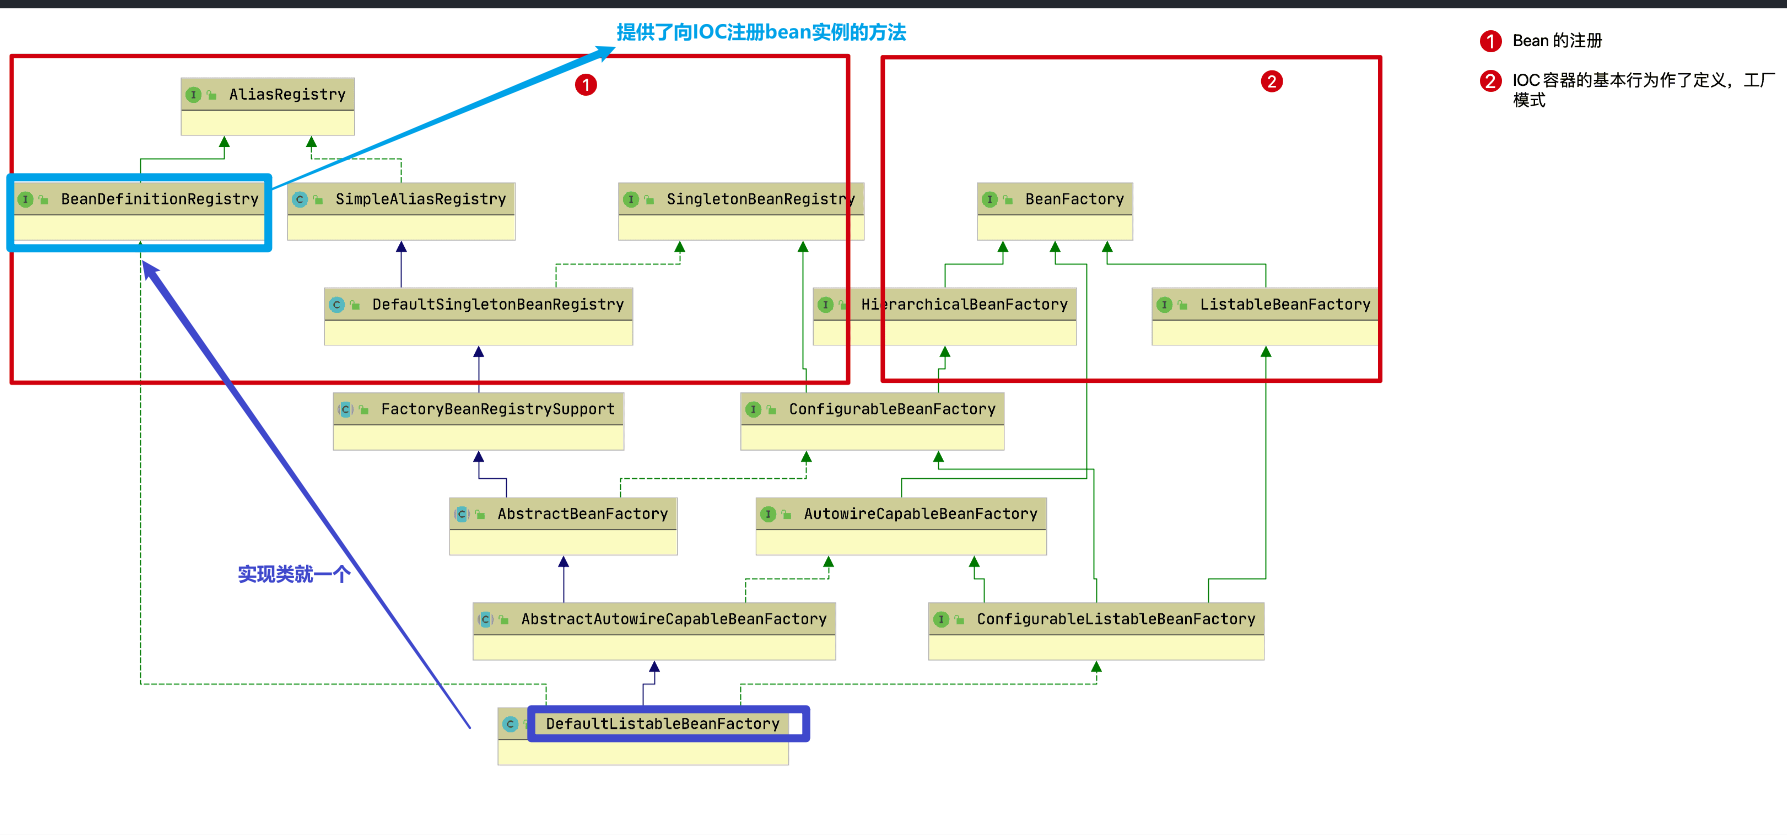 提供了向IOC注册bean实例的方法
1 Bean 的注册
2 IOC 容器的基本行为作了定义，工厂
模式
1
2
I AliasRegistry
I BeanDefinitionRegistry
C SimpleAliasRegistry
I SingletonBeanRegistry
I BeanFactory
C DefaultSingletonBeanRegistry
I HierarchicalBeanFactory
I ListableBeanFactory
C FactoryBeanRegistrySupport
I ConfigurableBeanFactory
C AbstractBeanFactory
I AutowireCapableBeanFactory
实现类就一个
C AbstractAutowireCapableBeanFactory
I ConfigurableListableBeanFactory
C DefaultListableBeanFactory